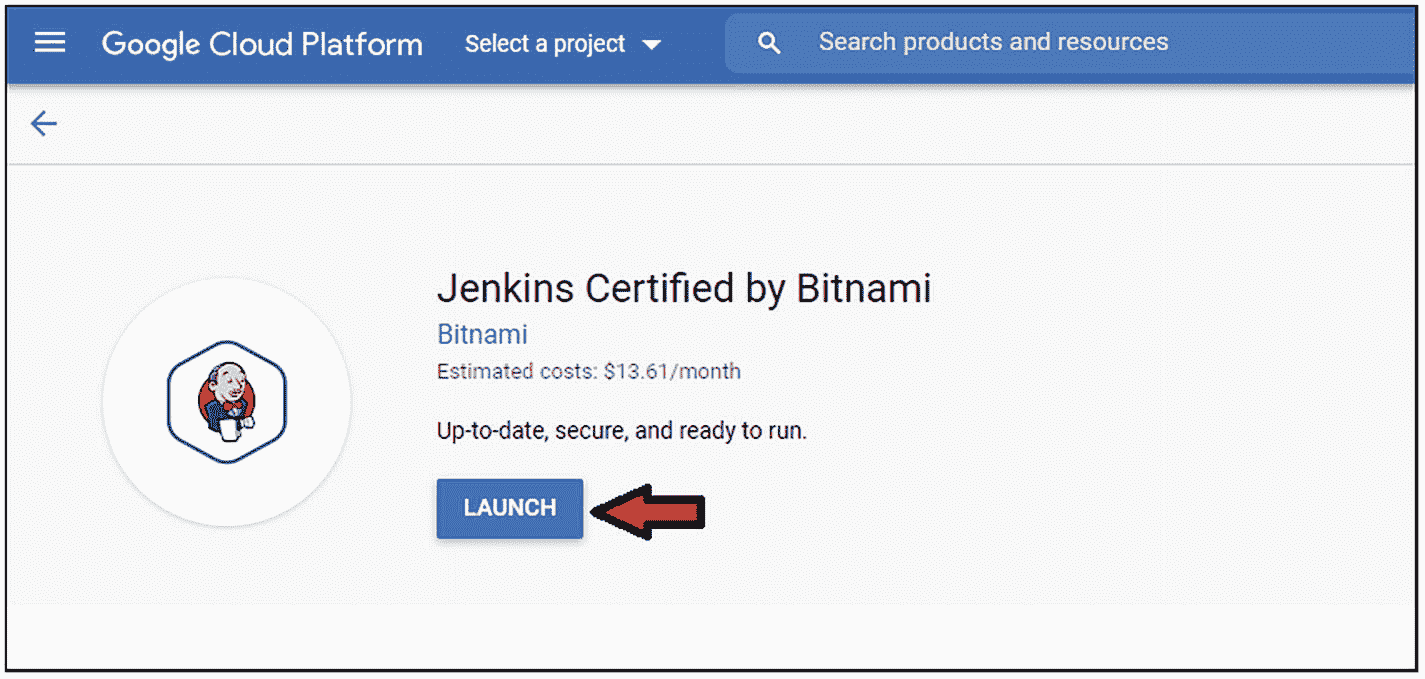 Google Cloud Platform Select a project Search products and resources
Jenkins Certified by Bitnami
Bitnami
Estimated costs: $13.61/month
Up-to-date, secure, and ready to run.
LAUNCH